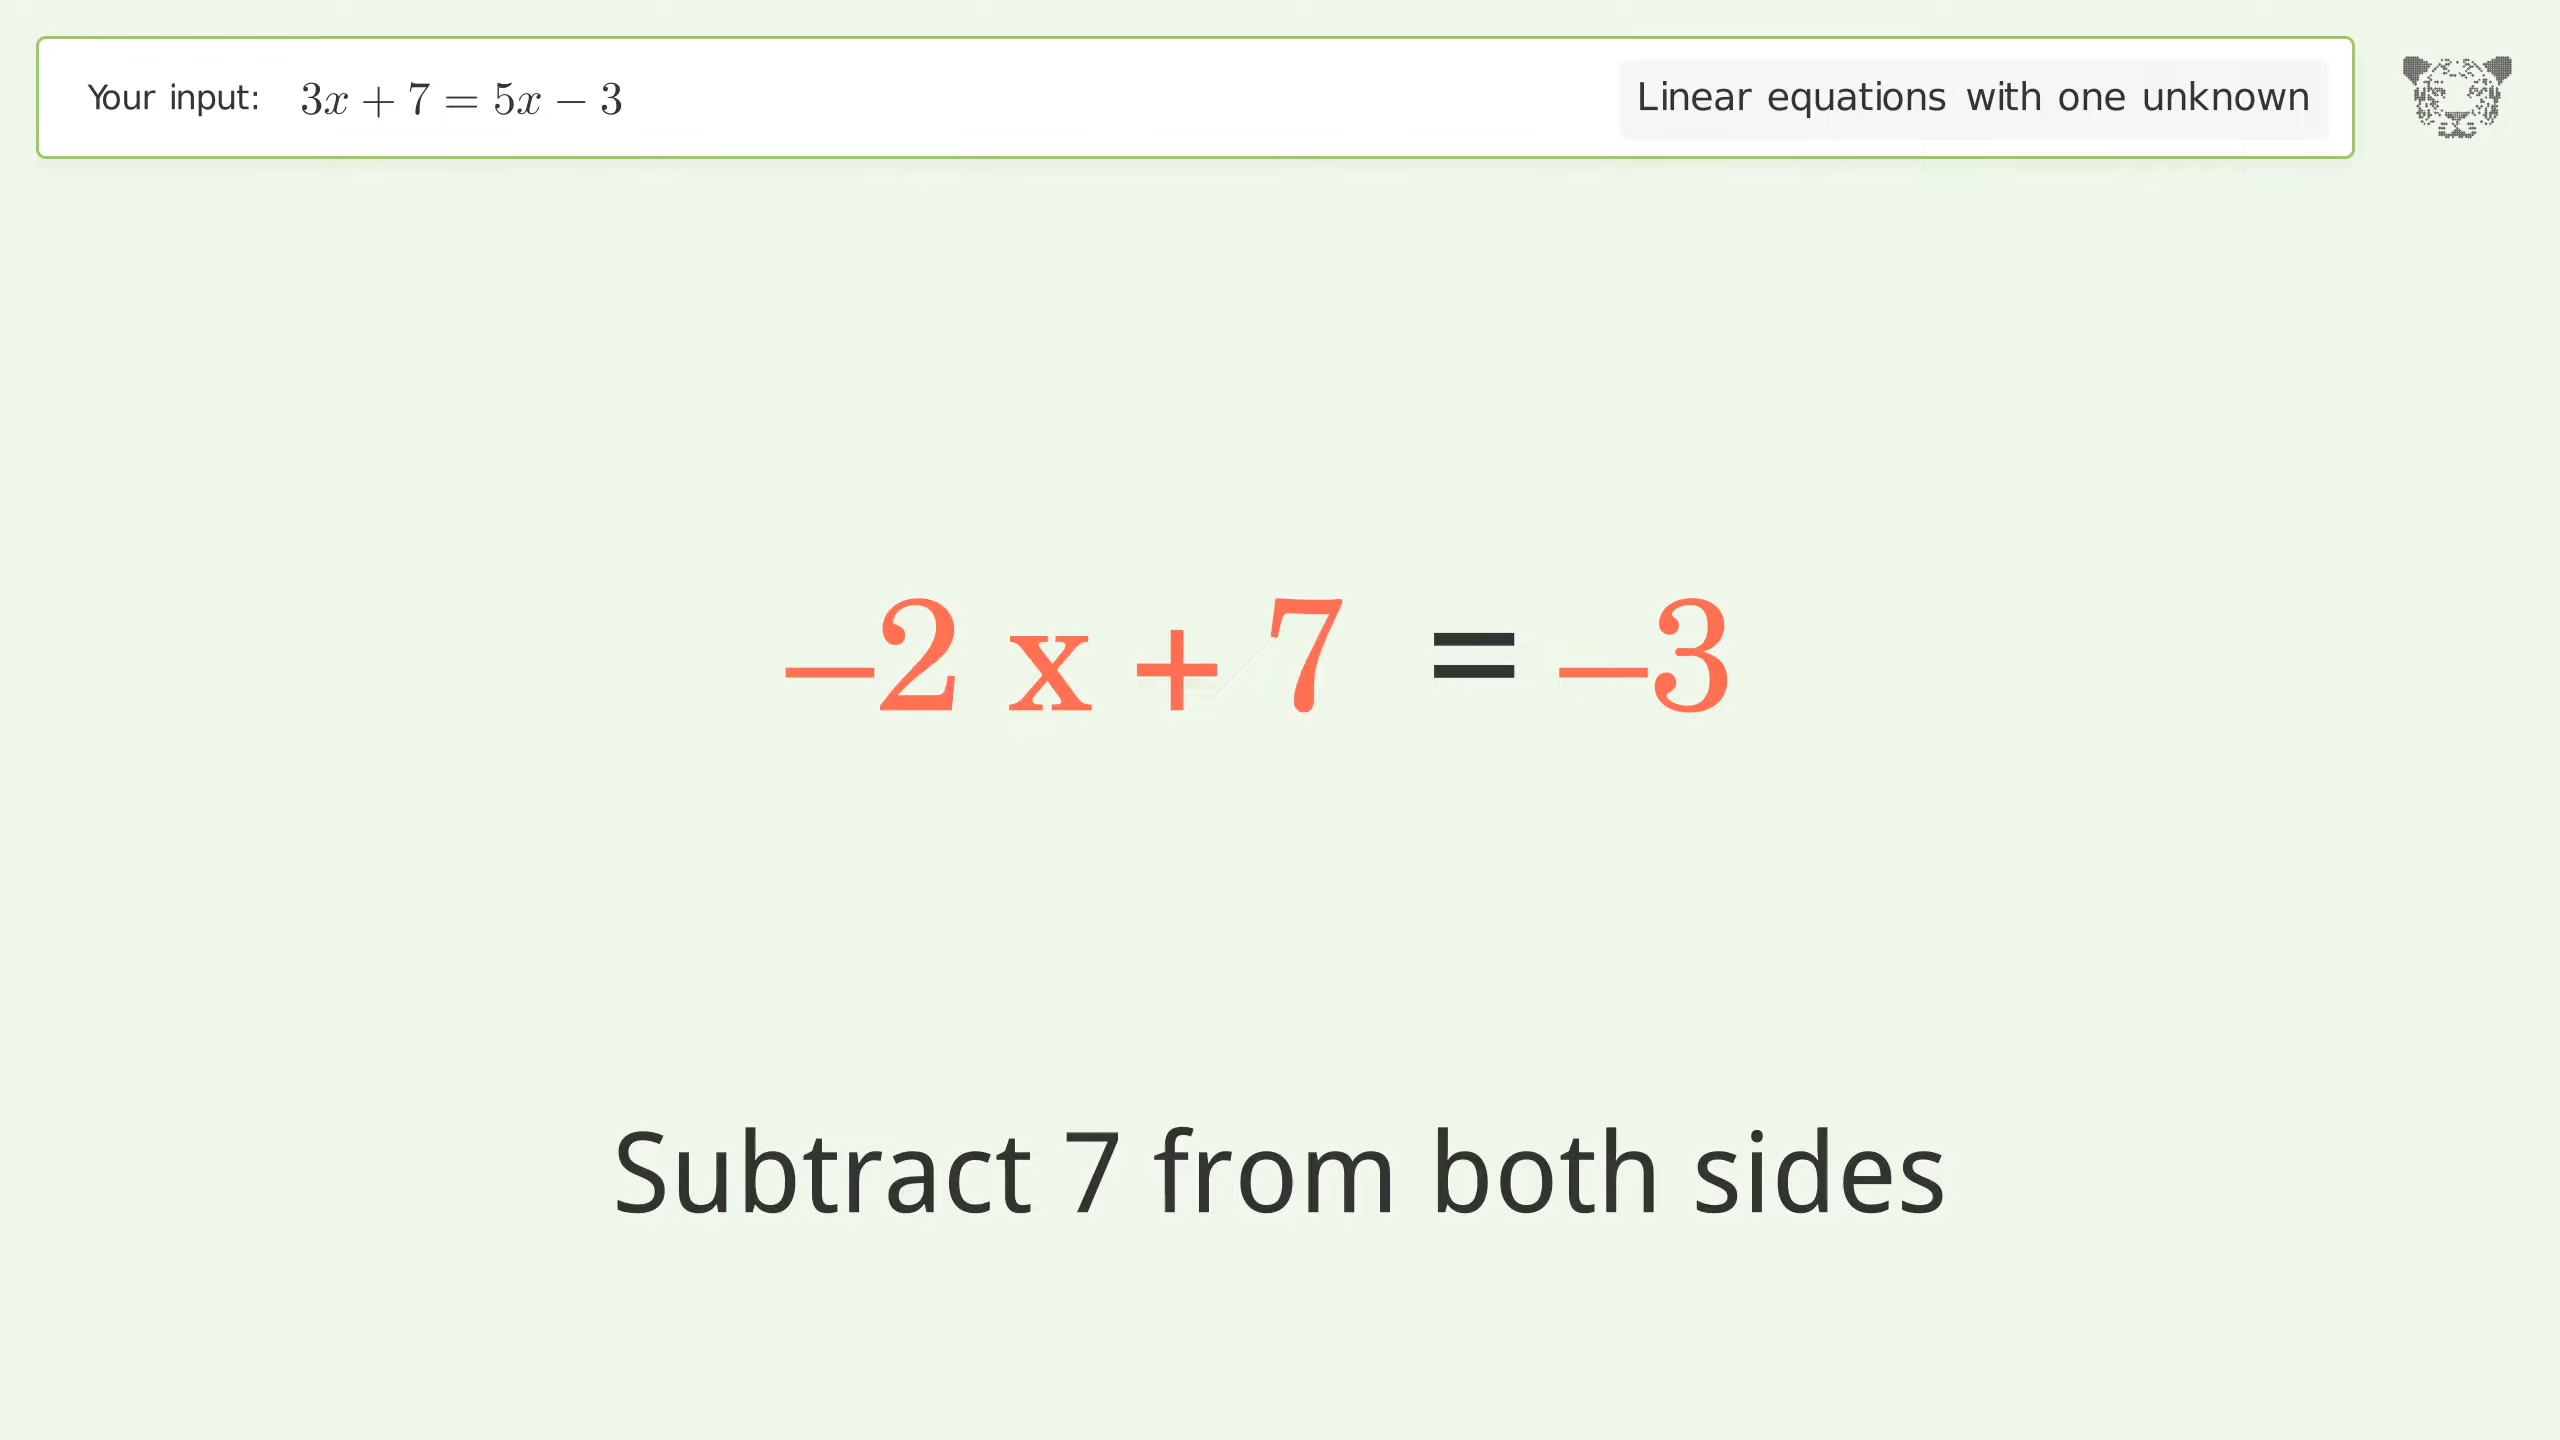 Your input: 3x + 7 = 5x − 3
Linear equations with one unknown
−2 x + 7 = −3
Subtract 7 from both sides